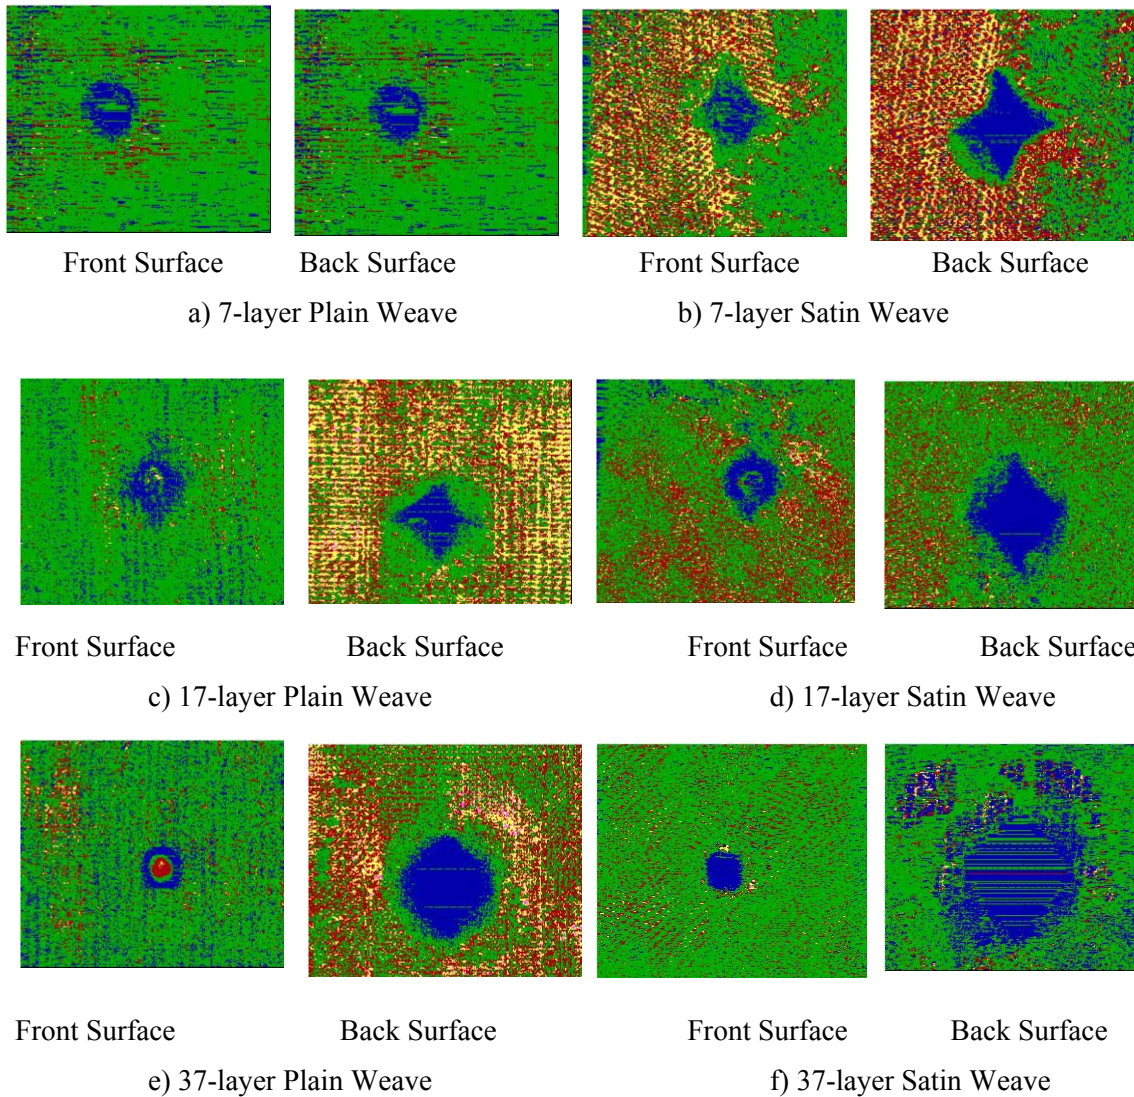 Front Surface Back Surface Front Surface Back Surface
a) 7-layer Plain Weave b) 7-layer Satin Weave
Front Surface Back Surface Front Surface Back Surface
c) 17-layer Plain Weave d) 17-layer Satin Weave
Front Surface Back Surface Front Surface Back Surface
e) 37-layer Plain Weave f) 37-layer Satin Weave